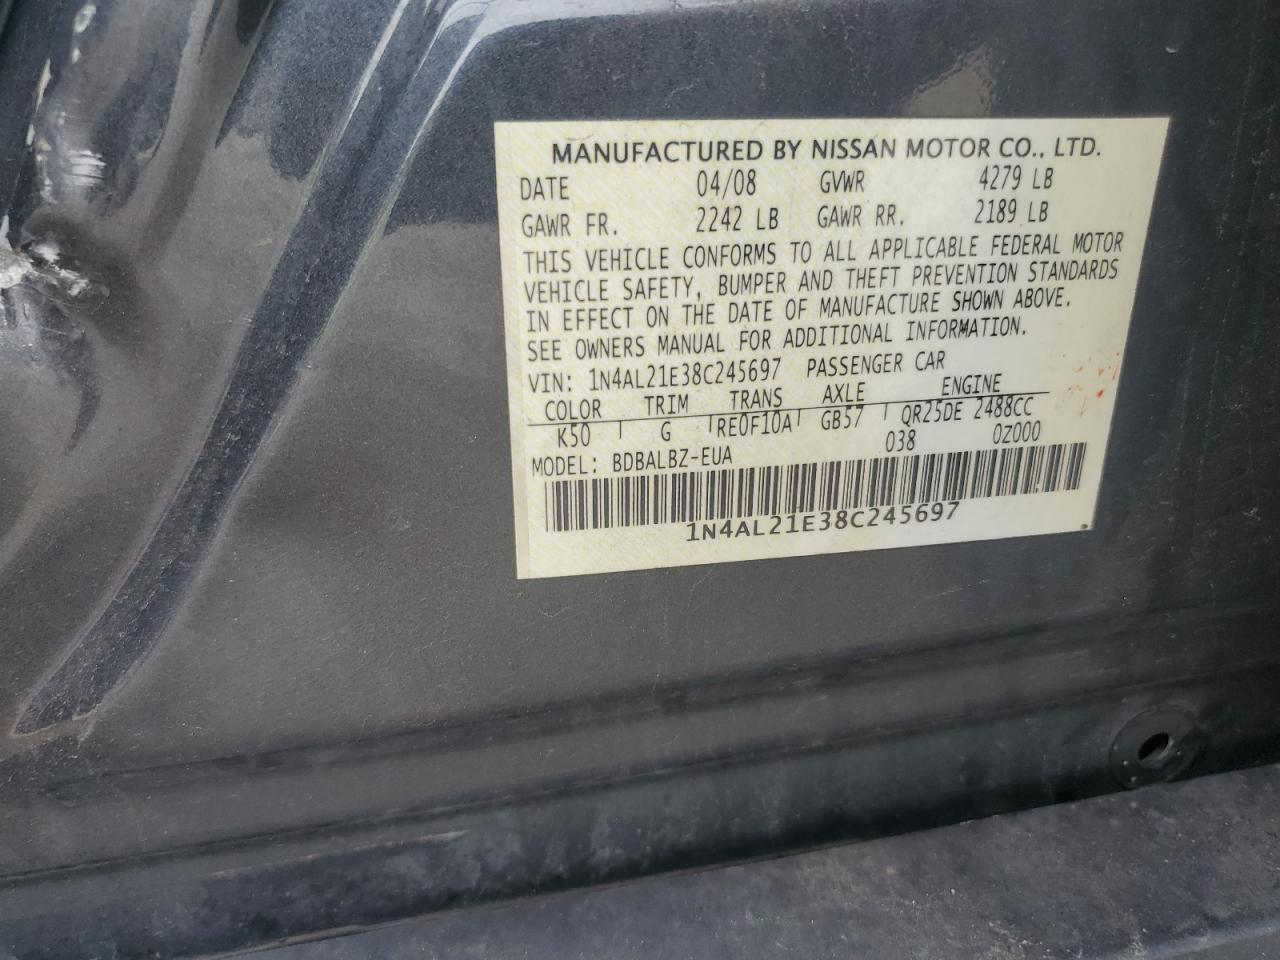 MANUFACTURED BY NISSAN MOTOR CO., LTD.
DATE 04/08 GVWR 4279 LB
GAWR FR. 2242 LB GAWR RR. 2189 LB
THIS VEHICLE CONFORMS TO ALL APPLICABLE FEDERAL MOTOR
VEHICLE SAFETY, BUMPER AND THEFT PREVENTION STANDARDS
IN EFFECT ON THE DATE OF MANUFACTURE SHOWN ABOVE.
SEE OWNERS MANUAL FOR ADDITIONAL INFORMATION.
VIN: 1N4AL21E38C245697 PASSENGER CAR
COLOR TRIM TRANS AXLE ENGINE
K50 G RE0F10A GB57 QR25DE 2488CC
038 0Z000
MODEL: BDBALBZ-EUA
1N4AL21E38C245697